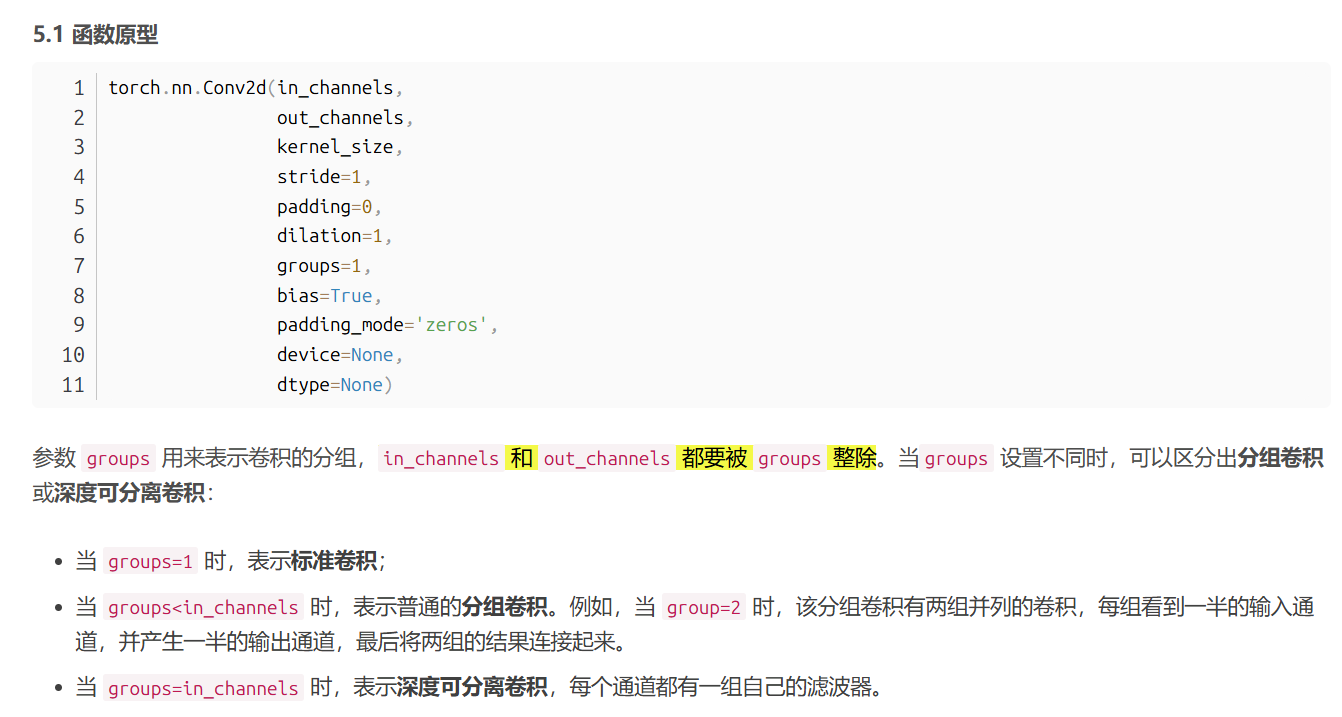 5.1 函数原型
1 torch.nn.Conv2d(in_channels,
2 out_channels,
3 kernel_size,
4 stride=1,
5 padding=0,
6 dilation=1,
7 groups=1,
8 bias=True,
9 padding_mode='zeros',
10 device=None,
11 dtype=None)
参数 groups 用来表示卷积的分组，in_channels 和 out_channels 都要被 groups 整除。当 groups 设置不同时，可以区分出分组卷积
或深度可分离卷积：
• 当 groups=1 时，表示标准卷积；
• 当 groups<in_channels 时，表示普通的分组卷积。例如，当 group=2 时，该分组卷积有两组并列的卷积，每组看到一半的输入通
道，并产生一半的输出通道，最后将两组的结果连接起来。
• 当 groups=in_channels 时，表示深度可分离卷积，每个通道都有一组自己的滤波器。